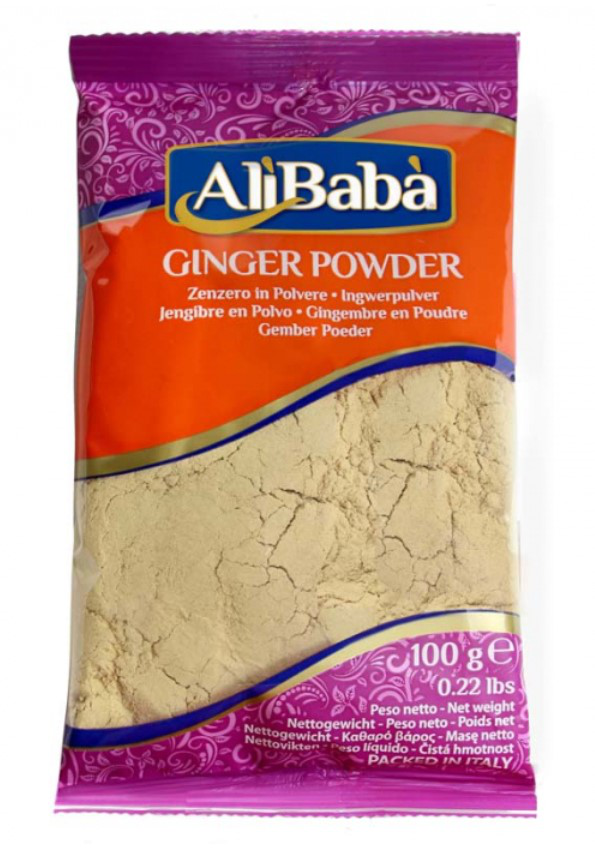 AlìBabà
GINGER POWDER
Zenzero in Polvere • Ingwerpulver
Jengibre en Polvo • Gingembre en Poudre
Gember Poeder
100 g ℮
0.22 lbs
Peso netto - Net weight
Nettogewicht - Peso neto - Poids net
Nettogewicht - Καθαρό βάρος - Masę netto
Nettovikten - Peso líquido - Čistá hmotnost
PACKED IN ITALY